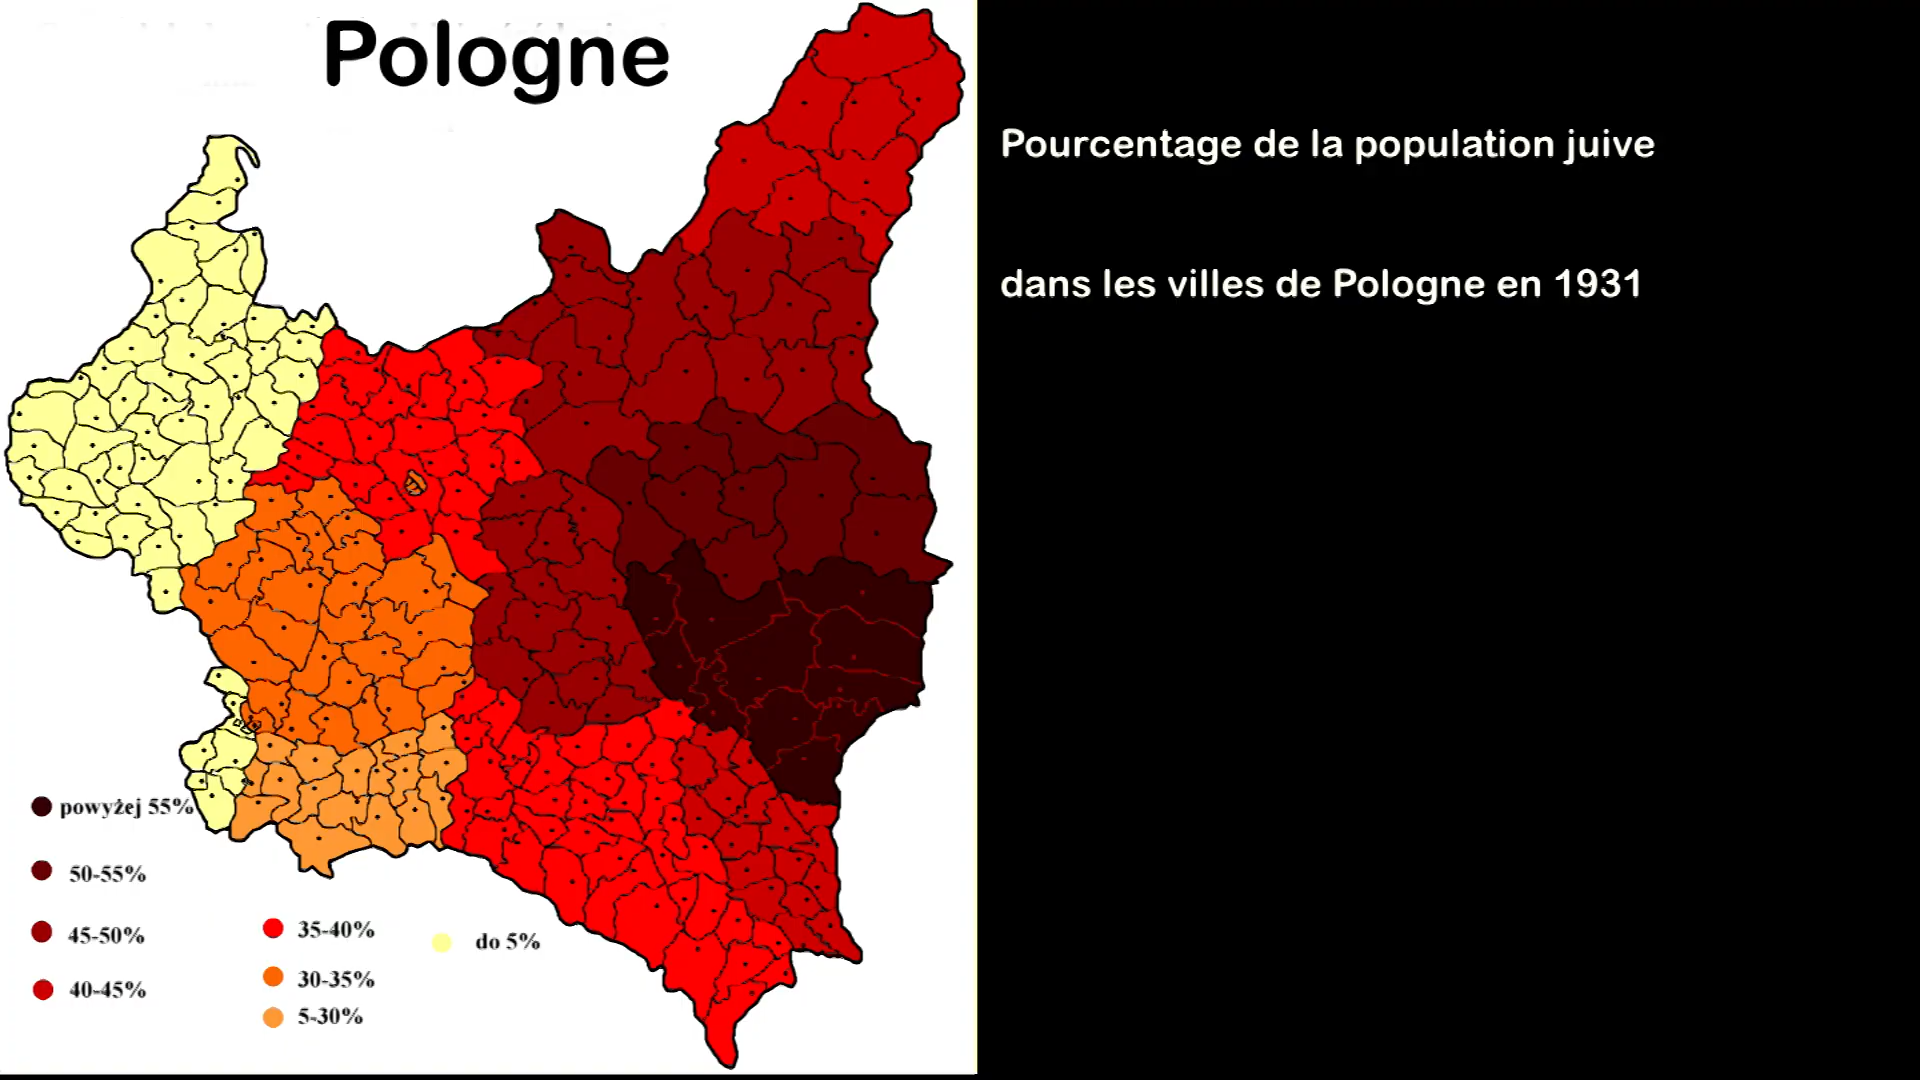 Pologne
Pourcentage de la population juive
dans les villes de Pologne en 1931
powyżej 55%
50-55%
45-50%
40-45%
35-40%
30-35%
5-30%
do 5%